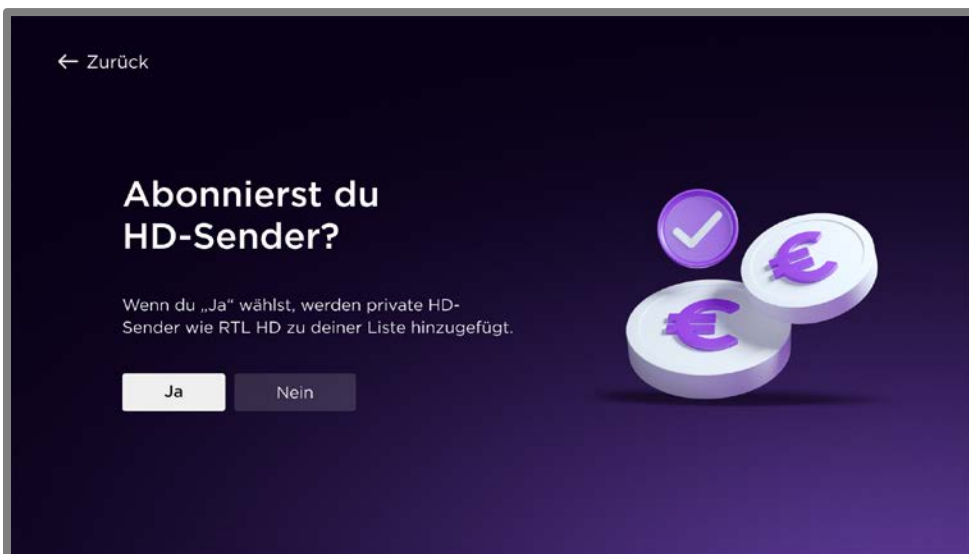 ← Zurück
Abonnierst du
HD-Sender?
Wenn du „Ja“ wählst, werden private HD-
Sender wie RTL HD zu deiner Liste hinzugefügt.
Ja
Nein